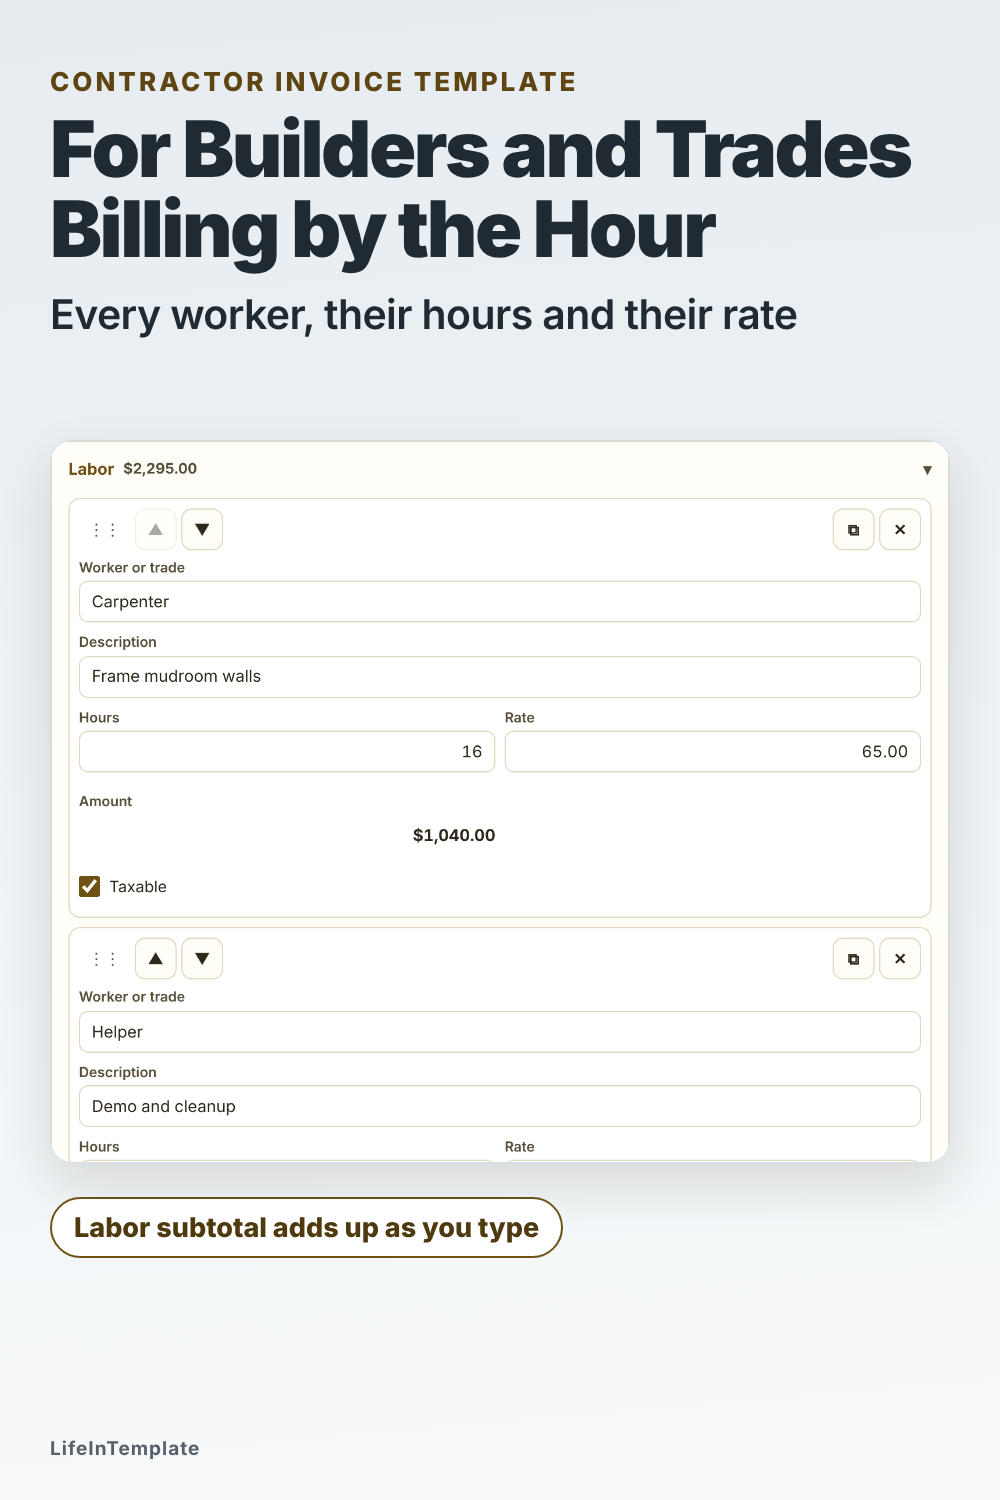 CONTRACTOR INVOICE TEMPLATE
For Builders and Trades
Billing by the Hour
Every worker, their hours and their rate
Labor $2,295.00
Worker or trade
Carpenter
Description
Frame mudroom walls
Hours Rate
16 65.00
Amount
$1,040.00
Taxable
Worker or trade
Helper
Description
Demo and cleanup
Hours Rate
Labor subtotal adds up as you type
LifeInTemplate